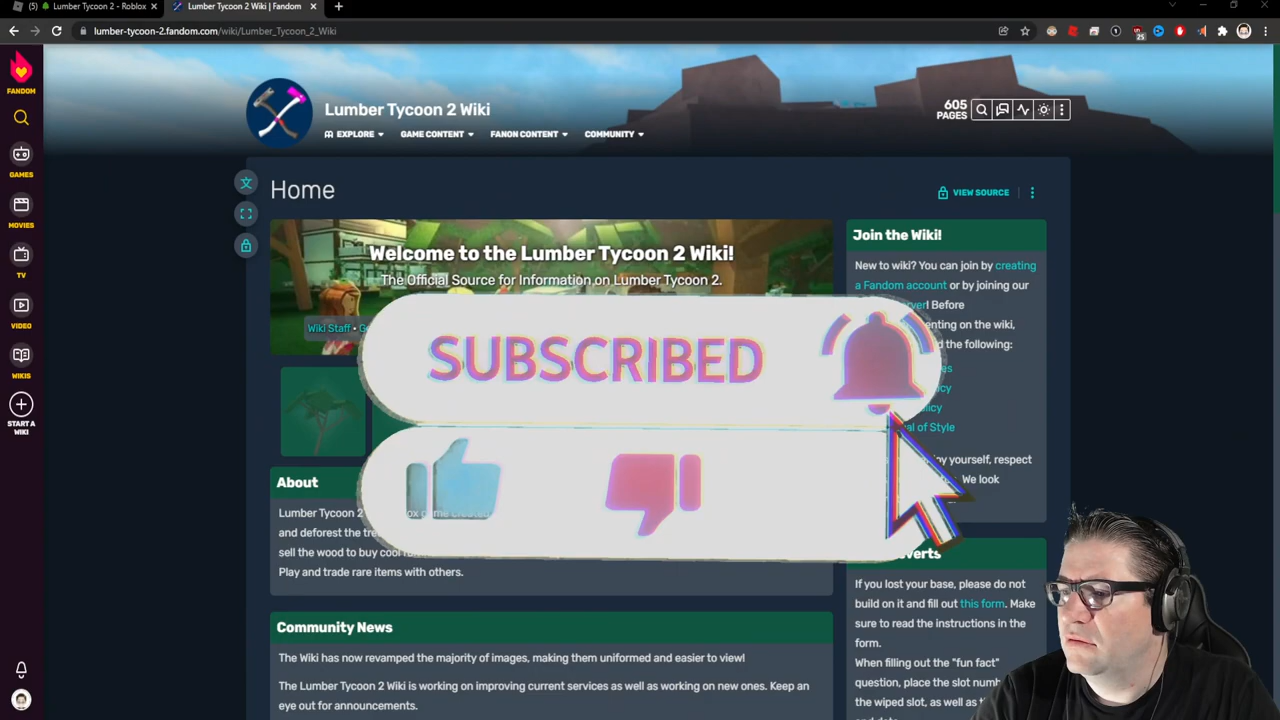 (5) Lumber Tycoon 2 - Roblox
Lumber Tycoon 2 Wiki | Fandom
lumber-tycoon-2.fandom.com/wiki/Lumber_Tycoon_2_Wiki
25
FANDOM
GAMES
MOVIES
TV
VIDEO
WIKIS
START A
WIKI
Lumber Tycoon 2 Wiki
605
PAGES
EXPLORE
GAME CONTENT
FANON CONTENT
COMMUNITY
Home
VIEW SOURCE
Welcome to the Lumber Tycoon 2 Wiki!
The Official Source for Information on Lumber Tycoon 2.
Wiki Staff •
SUBSCRIBED
About
Lumber Tycoon 2
game
and deforest the
sell the wood to buy cool
Play and trade rare items with others.
Community News
The Wiki has now revamped the majority of images, making them uniformed and easier to view!
The Lumber Tycoon 2 Wiki is working on improving current services as well as working on new ones. Keep an
eye out for announcements.
Join the Wiki!
New to wiki? You can join by creating
a Fandom account or by joining our
! Before
on the wiki,
the following:
of Style
yourself, respect
We look
If you lost your base, please do not
build on it and fill out this form. Make
sure to read the instructions in the
form.
When filling out the "fun fact"
question, place the slot
the wiped slot, as well as